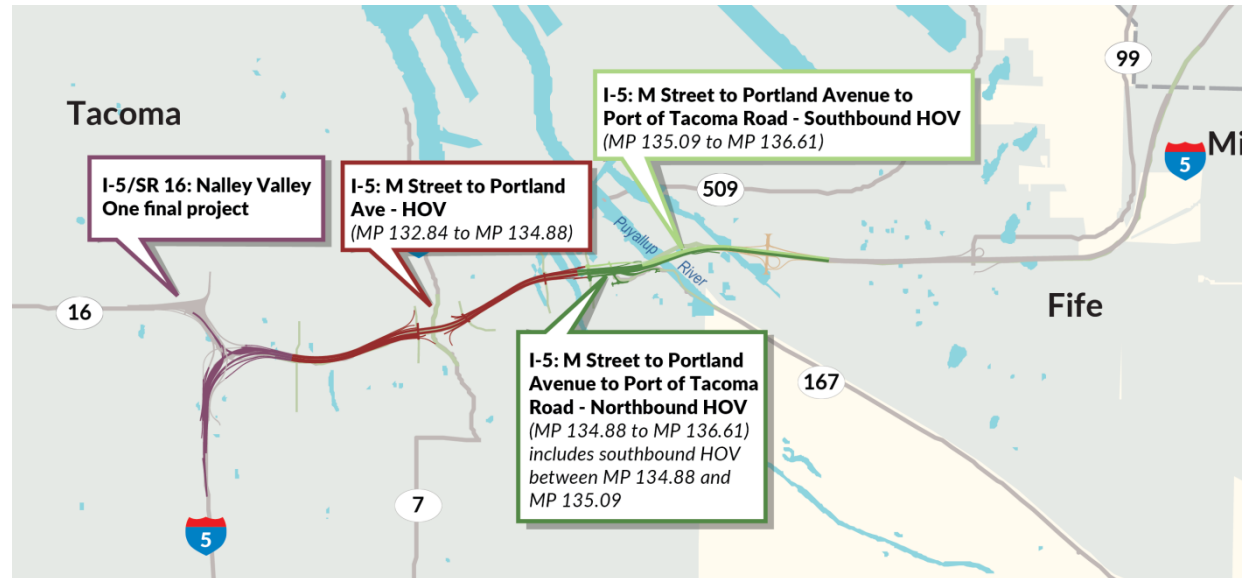 Tacoma
I-5/SR 16: Nalley Valley
One final project
I-5: M Street to Portland
Ave - HOV
(MP 132.84 to MP 134.88)
I-5: M Street to Portland Avenue to
Port of Tacoma Road - Southbound HOV
(MP 135.09 to MP 136.61)
99
Mi
5
509
Puyallup
River
16
Fife
I-5: M Street to Portland
Avenue to Port of Tacoma
Road - Northbound HOV
(MP 134.88 to MP 136.61)
includes southbound HOV
between MP 134.88 and
MP 135.09
167
7
5